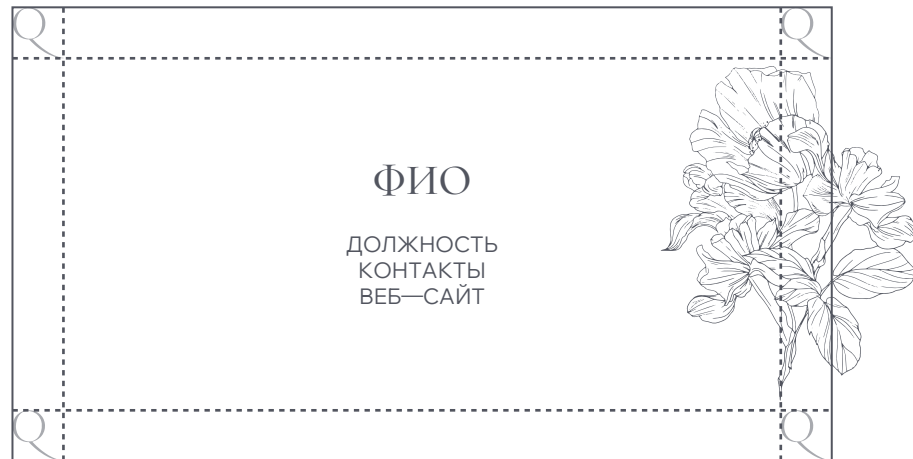 Q Q
ФИО
ДОЛЖНОСТЬ
КОНТАКТЫ
ВЕБ—САЙТ
Q Q